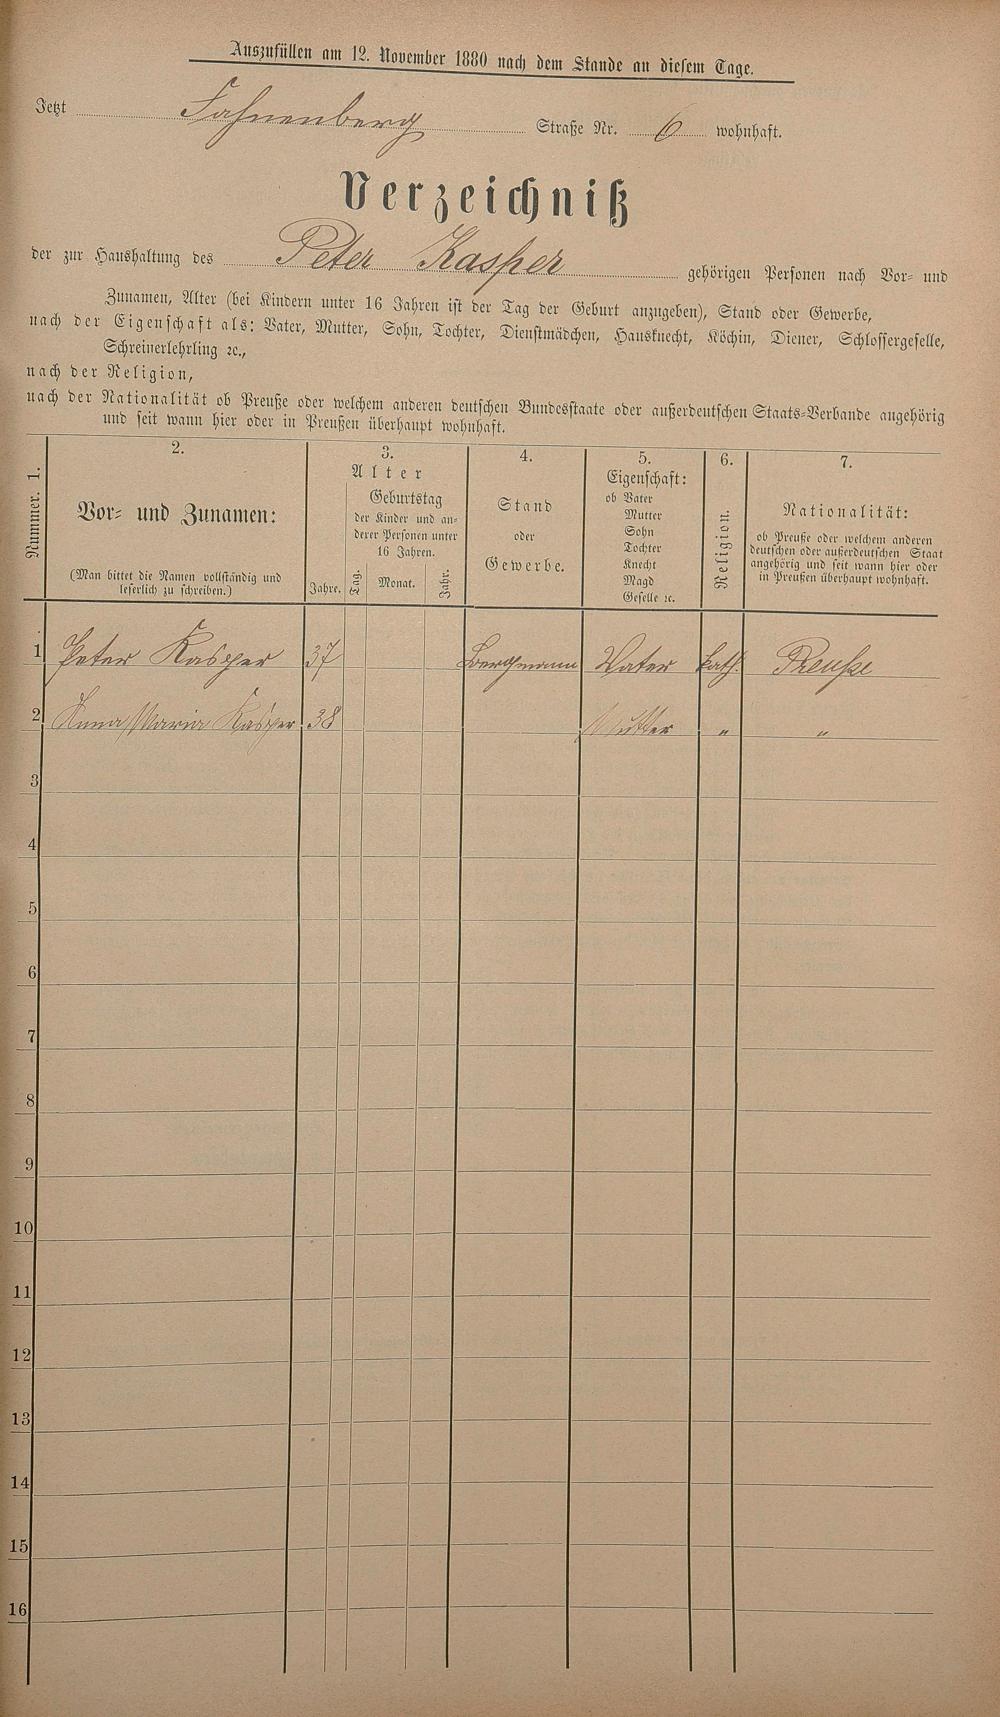 Auszufüllen am 12. November 1880 nach dem Stande an diesem Tage.
Jetzt Fahnenberg Straße Nr. 6 wohnhaft.
Verzeichniß
der zur Haushaltung des Peter Kasper gehörigen Personen nach Vor- und
Zunamen, Alter (bei Kindern unter 16 Jahren ist der Tag der Geburt anzugeben), Stand oder Gewerbe,
nach der Eigenschaft als: Vater, Mutter, Sohn, Tochter, Dienstmädchen, Hausknecht, Köchin, Diener, Schlossergeselle,
Schreinerlehrling ꝛc.,
nach der Religion,
nach der Nationalität ob Preuße oder welchem anderen deutschen Bundesstaate oder außerdeutschen Staats-Verbande angehörig
und seit wann hier oder in Preußen überhaupt wohnhaft.
Nummer. 1.
2.
Vor- und Zunamen:
(Man bittet die Namen vollständig und
leserlich zu schreiben.)
3.
Alter
Jahre.
Geburtstag
der Kinder und an-
derer Personen unter
16 Jahren.
Tag. Monat. Jahr.
4.
Stand
oder
Gewerbe.
5.
Eigenschaft:
ob Vater
Mutter
Sohn
Tochter
Knecht
Magd
Geselle ꝛc.
6.
Religion.
7.
Nationalität:
ob Preuße oder welchem anderen
deutschen oder außerdeutschen Staat
angehörig und seit wann hier oder
in Preußen überhaupt wohnhaft.
1 Peter Kasper 37 Bergmann Vater kath. Preuße
2 Anna Maria Kasper 38 Mutter " "
3
4
5
6
7
8
9
10
11
12
13
14
15
16